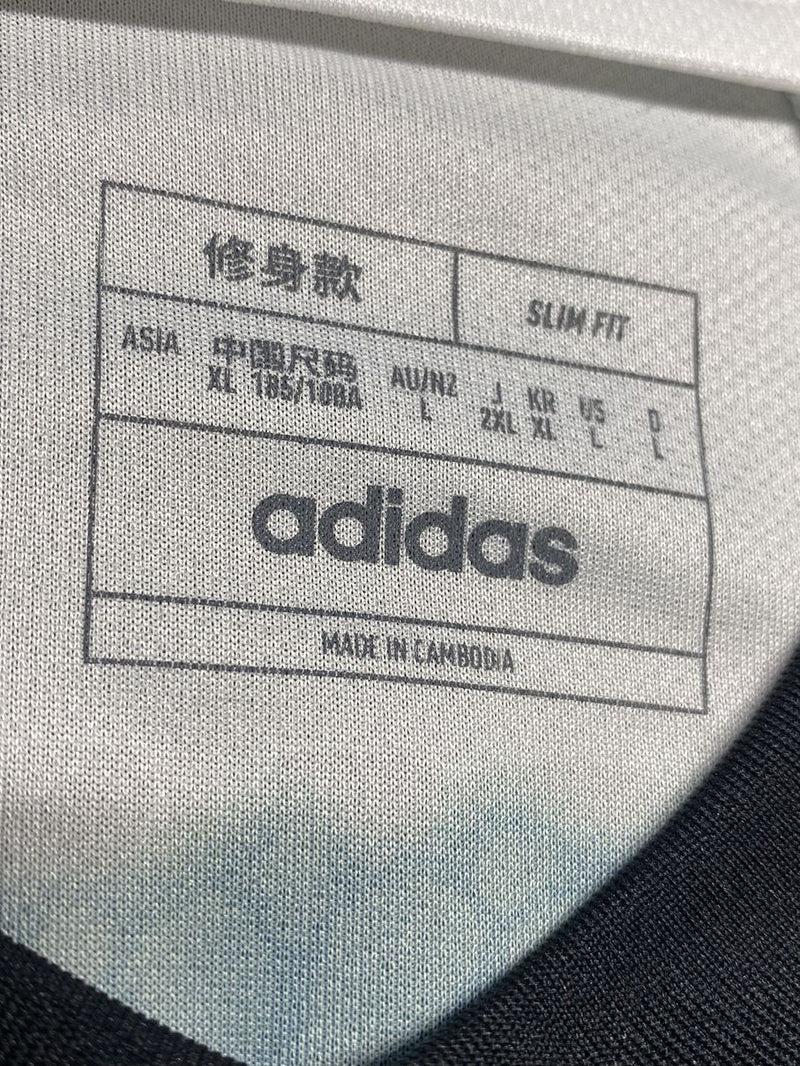 修身款 SLIM FIT
ASIA 中国尺码 AU/NZ J KR US D
XL 185/108A L 2XL XL L L
adidas
MADE IN CAMBODIA